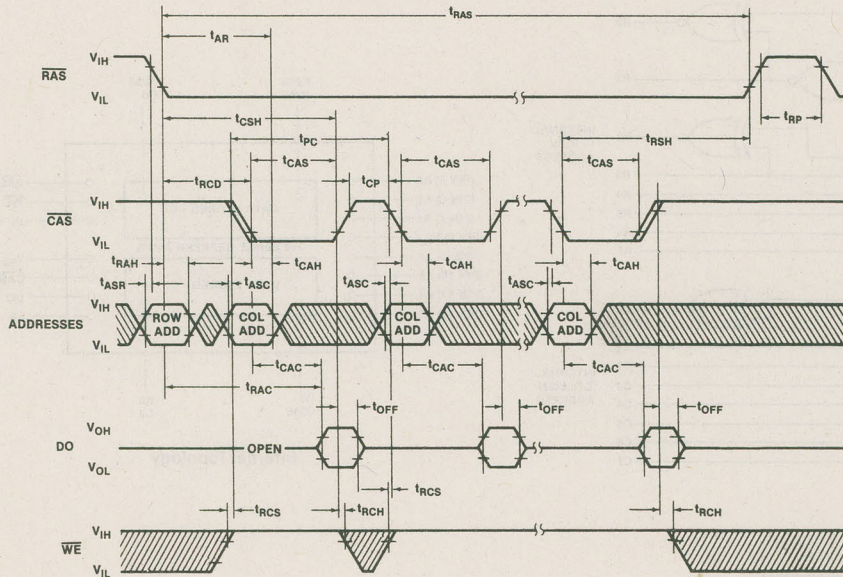 tRAS
tAR
VIH
RAS
VIL
tCSH
tRP
tPC
tRSH
tCAS
tCAS
tCAS
tRCD
tCP
VIH
CAS
VIL
tRAH
tCAH
tCAH
tCAH
tASR
tASC
tASC
tASC
VIH
ADDRESSES
ROW ADD
COL ADD
COL ADD
COL ADD
VIL
tCAC
tCAC
tCAC
tRAC
tOFF
tOFF
tOFF
VOH
DO
OPEN
VOL
tRCS
tRCS
tRCH
tRCH
VIH
WE
VIL